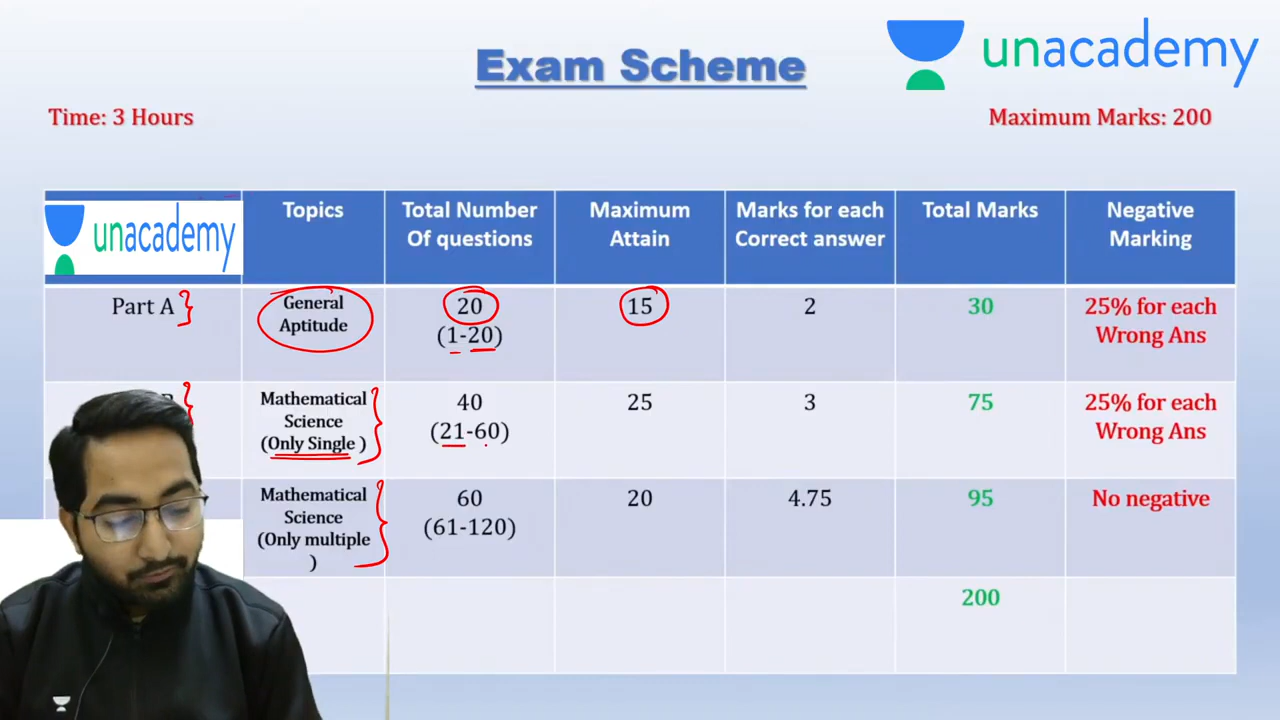 Exam Scheme
unacademy
Time: 3 Hours
Maximum Marks: 200
unacademy
Topics
Total Number
Of questions
Maximum
Attain
Marks for each
Correct answer
Total Marks
Negative
Marking
Part A
General
Aptitude
20
(1-20)
15
2
30
25% for each
Wrong Ans
Mathematical
Science
(Only Single )
40
(21-60)
25
3
75
25% for each
Wrong Ans
Mathematical
Science
(Only multiple
)
60
(61-120)
20
4.75
95
No negative
200